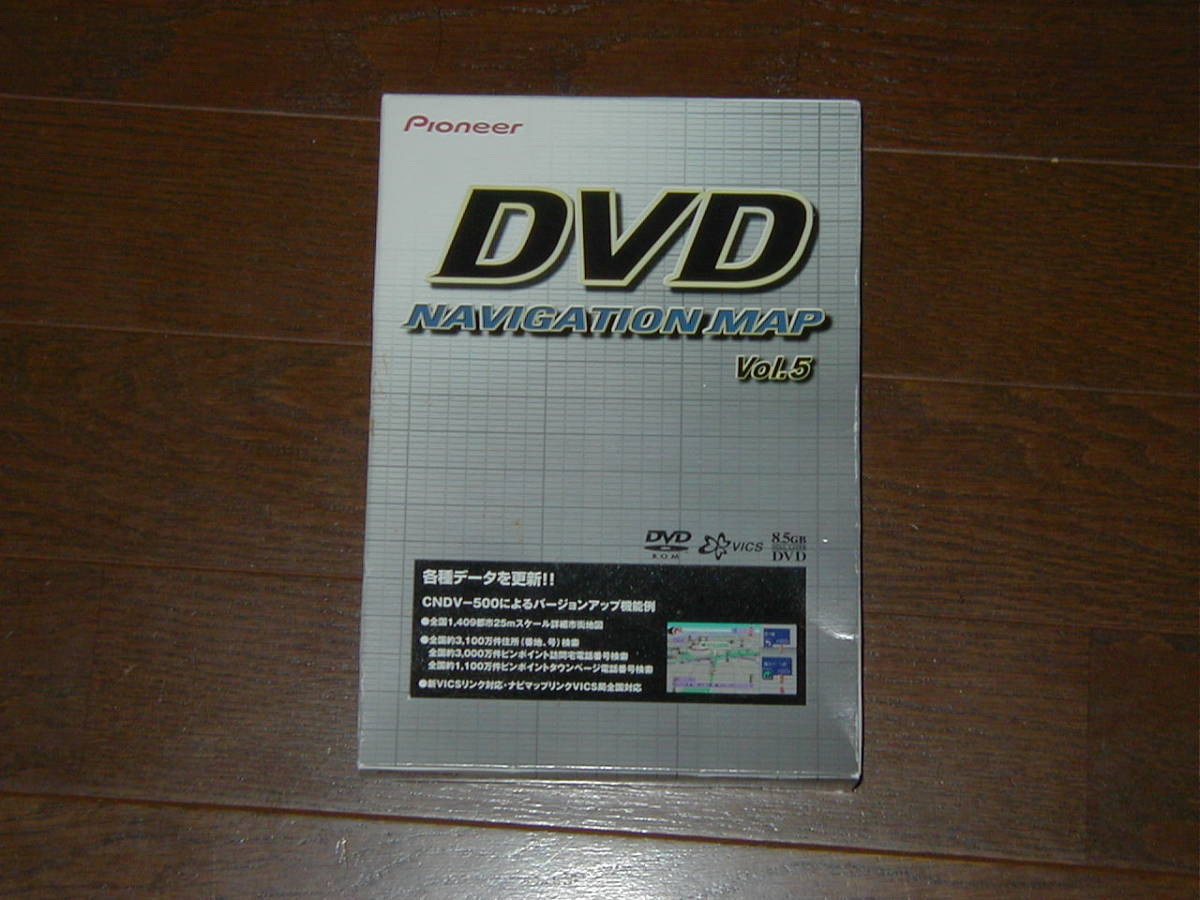 Pioneer
DVD
NAVIGATION MAP
Vol.5
DVD
ROM
VICS
8.5GB
DVD
各種データを更新!!
CNDV-500によるバージョンアップ機能例
●全国1,409都市25mスケール詳細市街地図
●全国約3,100万件住所(番地、号)検索
全国約3,000万件ピンポイント訪問宅電話番号検索
全国約1,100万件ピンポイントタウンページ電話番号検索
●新VICSリンク対応・ナビマップリンクVICS局全国対応